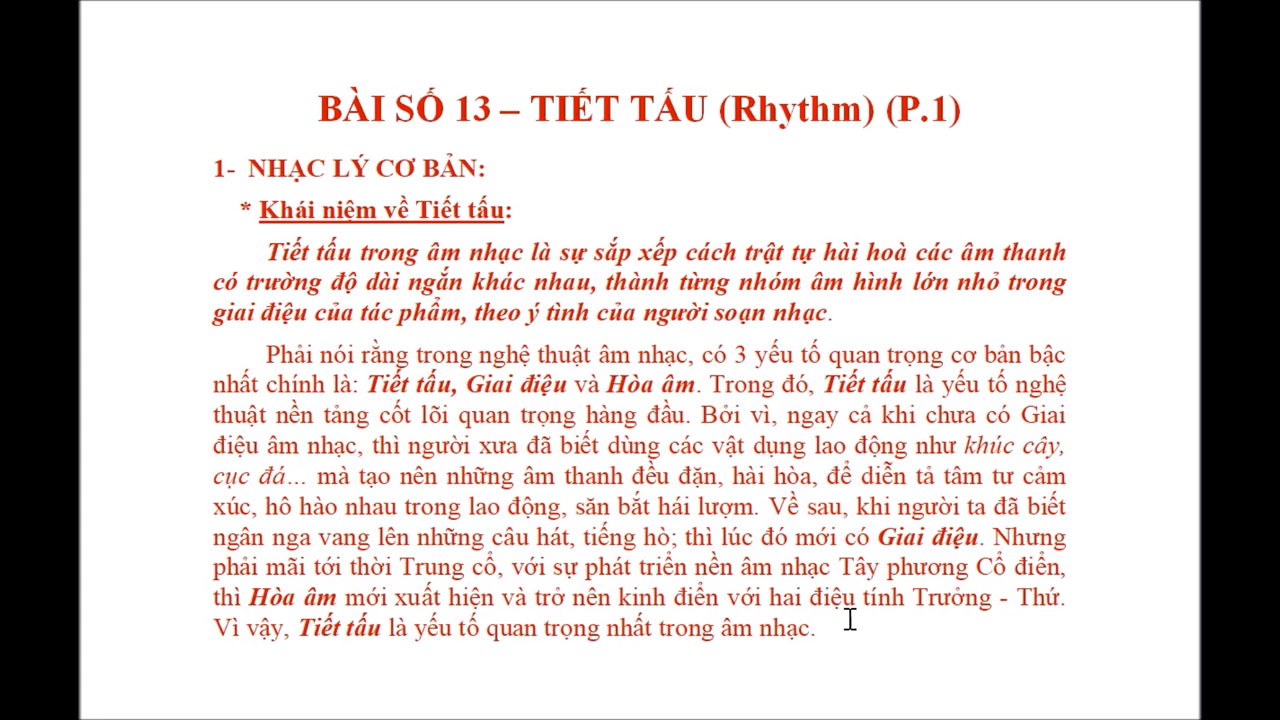 BÀI SỐ 13 – TIẾT TẤU (Rhythm) (P.1)
1- NHẠC LÝ CƠ BẢN:
* Khái niệm về Tiết tấu:
Tiết tấu trong âm nhạc là sự sắp xếp cách trật tự hài hoà các âm thanh
có trường độ dài ngắn khác nhau, thành từng nhóm âm hình lớn nhỏ trong
giai điệu của tác phẩm, theo ý tình của người soạn nhạc.
Phải nói rằng trong nghệ thuật âm nhạc, có 3 yếu tố quan trọng cơ bản bậc
nhất chính là: Tiết tấu, Giai điệu và Hòa âm. Trong đó, Tiết tấu là yếu tố nghệ
thuật nền tảng cốt lõi quan trọng hàng đầu. Bởi vì, ngay cả khi chưa có Giai
điệu âm nhạc, thì người xưa đã biết dùng các vật dụng lao động như khúc cây,
cục đá... mà tạo nên những âm thanh đều đặn, hài hòa, để diễn tả tâm tư cảm
xúc, hô hào nhau trong lao động, săn bắt hái lượm. Về sau, khi người ta đã biết
ngân nga vang lên những câu hát, tiếng hò; thì lúc đó mới có Giai điệu. Nhưng
phải mãi tới thời Trung cổ, với sự phát triển nền âm nhạc Tây phương Cổ điển,
thì Hòa âm mới xuất hiện và trở nên kinh điển với hai điệu tính Trưởng - Thứ.
Vì vậy, Tiết tấu là yếu tố quan trọng nhất trong âm nhạc.